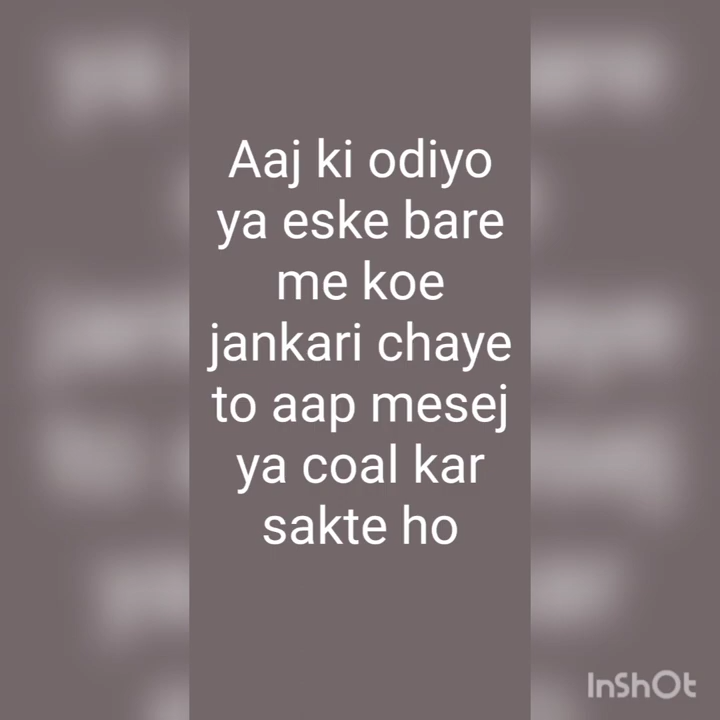 Aaj ki odiyo
ya eske bare
me koe
jankari chaye
to aap mesej
ya coal kar
sakte ho
InShOt